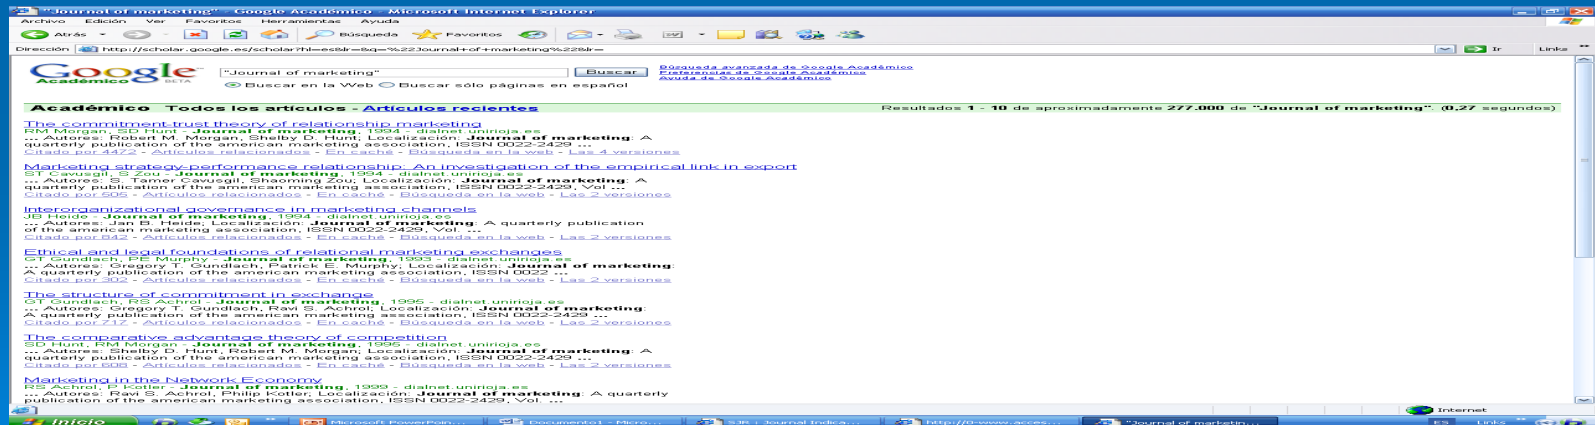 "Journal of marketing" - Google Académico - Microsoft Internet Explorer
Archivo Edición Ver Favoritos Herramientas Ayuda
Atrás Búsqueda Favoritos
Dirección http://scholar.google.es/scholar?hl=es&lr=&q=%22Journal+of+marketing%22&lr= Ir Links
Google Académico BETA
"Journal of marketing" Buscar
Búsqueda avanzada de Google Académico
Preferencias de Google Académico
Ayuda de Google Académico
Buscar en la Web Buscar sólo páginas en español
Académico Todos los artículos - Artículos recientes Resultados 1 - 10 de aproximadamente 277.000 de "Journal of marketing". (0,27 segundos)
The commitment-trust theory of relationship marketing
RM Morgan, SD Hunt - Journal of marketing, 1994 - dialnet.unirioja.es
... Autores: Robert M. Morgan, Shelby D. Hunt; Localización: Journal of marketing: A
quarterly publication of the american marketing association, ISSN 0022-2429 ...
Citado por 4472 - Artículos relacionados - En caché - Búsqueda en la web - Las 4 versiones
Marketing strategy-performance relationship: An investigation of the empirical link in export
ST Cavusgil, S Zou - Journal of marketing, 1994 - dialnet.unirioja.es
... Autores: S. Tamer Cavusgil, Shaoming Zou; Localización: Journal of marketing: A
quarterly publication of the american marketing association, ISSN 0022-2429, Vol ...
Citado por 505 - Artículos relacionados - En caché - Búsqueda en la web - Las 2 versiones
Interorganizational governance in marketing channels
JB Heide - Journal of marketing, 1994 - dialnet.unirioja.es
... Autores: Jan B. Heide; Localización: Journal of marketing: A quarterly publication
of the american marketing association, ISSN 0022-2429, Vol. ...
Citado por 842 - Artículos relacionados - En caché - Búsqueda en la web - Las 2 versiones
Ethical and legal foundations of relational marketing exchanges
GT Gundlach, PE Murphy - Journal of marketing, 1993 - dialnet.unirioja.es
... Autores: Gregory T. Gundlach, Patrick E. Murphy; Localización: Journal of marketing:
A quarterly publication of the american marketing association, ISSN 0022 ...
Citado por 302 - Artículos relacionados - En caché - Búsqueda en la web - Las 2 versiones
The structure of commitment in exchange
GT Gundlach, RS Achrol - Journal of marketing, 1995 - dialnet.unirioja.es
... Autores: Gregory T. Gundlach, Ravi S. Achrol; Localización: Journal of marketing:
A quarterly publication of the american marketing association, ISSN 0022-2429 ...
Citado por 717 - Artículos relacionados - En caché - Búsqueda en la web - Las 2 versiones
The comparative advantage theory of competition
SD Hunt, RM Morgan - Journal of marketing, 1995 - dialnet.unirioja.es
... Autores: Shelby D. Hunt, Robert M. Morgan; Localización: Journal of marketing: A
quarterly publication of the american marketing association, ISSN 0022-2429 ...
Citado por 608 - Artículos relacionados - En caché - Búsqueda en la web - Las 2 versiones
Marketing in the Network Economy
RS Achrol, P Kotler - Journal of marketing, 1999 - dialnet.unirioja.es
... Autores: Ravi S. Achrol, Philip Kotler; Localización: Journal of marketing: A quarterly
publication of the american marketing association, ISSN 0022-2429, Vol. ...
Internet
Inicio Microsoft PowerPoin... Documento1 - Micro... SJR : Journal Indica... http://0-www.acces... "Journal of marketin... ES Links